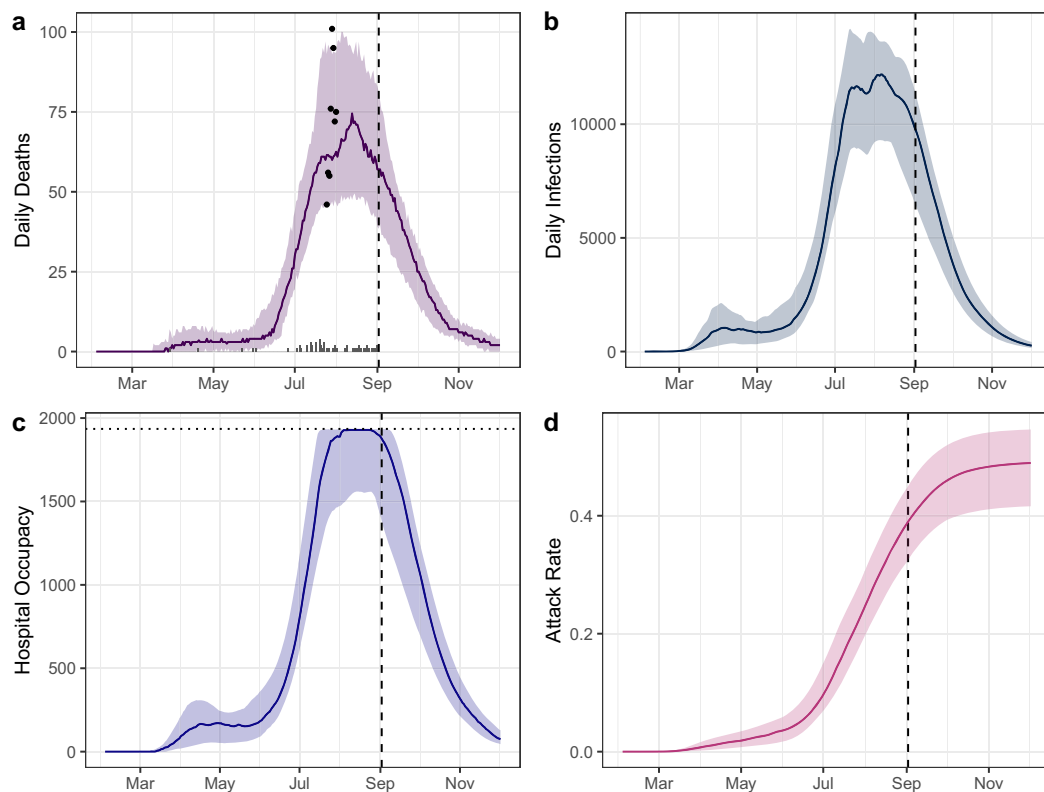 a
100
75
50
25
0
Daily Deaths
Mar May Jul Sep Nov
b
10000
5000
0
Daily Infections
Mar May Jul Sep Nov
c
2000
1500
1000
500
0
Hospital Occupancy
Mar May Jul Sep Nov
d
0.4
0.2
0.0
Attack Rate
Mar May Jul Sep Nov